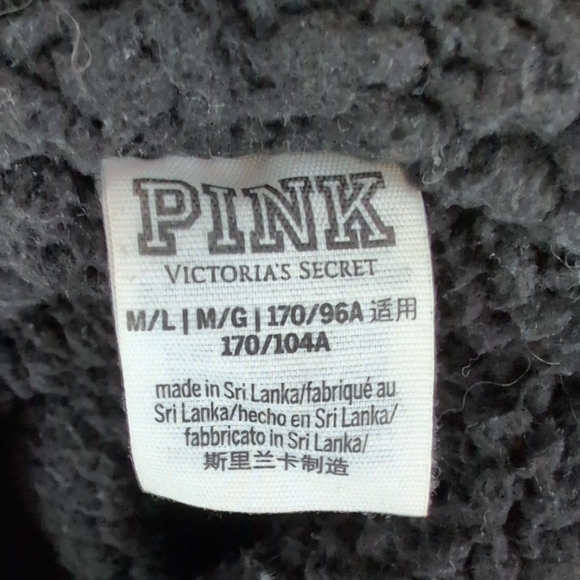 PINK
VICTORIA'S SECRET
M/L | M/G | 170/96A 适用
170/104A
made in Sri Lanka/fabriqué au
Sri Lanka/hecho en Sri Lanka/
fabbricato in Sri Lanka/
斯里兰卡制造